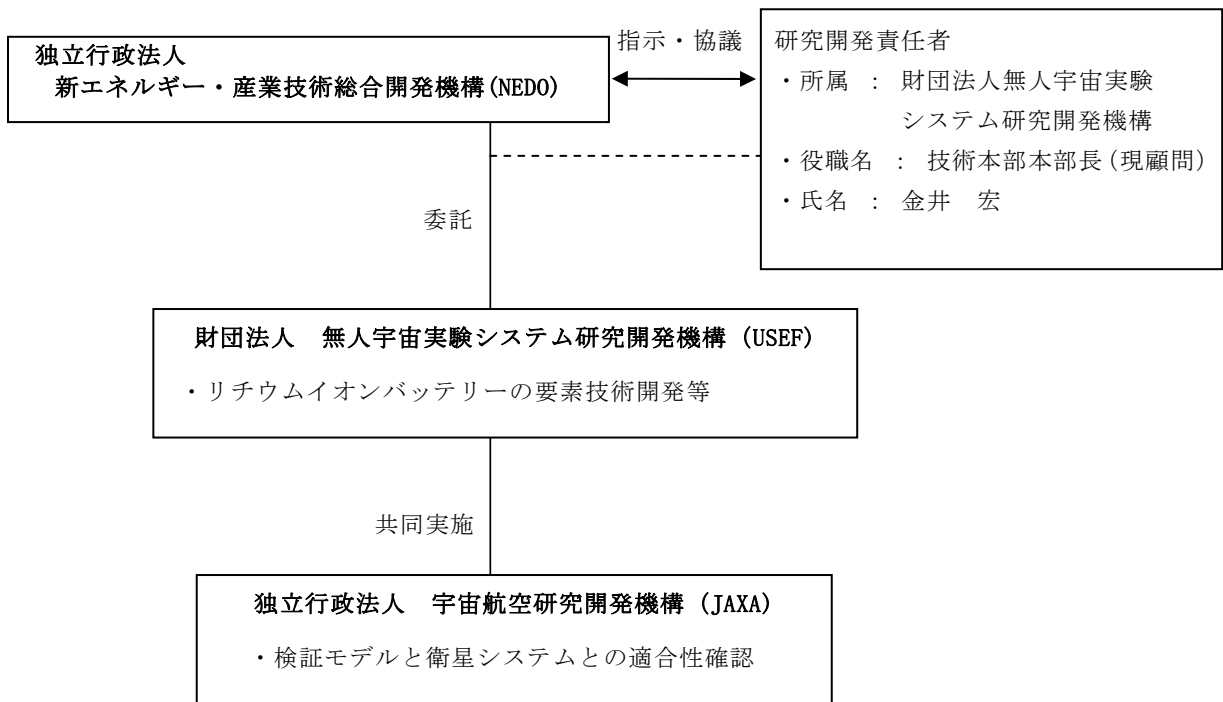 独立行政法人
新エネルギー・産業技術総合開発機構(NEDO)
指示・協議
研究開発責任者
・所属 ： 財団法人無人宇宙実験
システム研究開発機構
・役職名 ： 技術本部本部長(現顧問)
・氏名 ： 金井　宏
委託
財団法人　無人宇宙実験システム研究開発機構 (USEF)
・リチウムイオンバッテリーの要素技術開発等
共同実施
独立行政法人　宇宙航空研究開発機構 (JAXA)
・検証モデルと衛星システムとの適合性確認